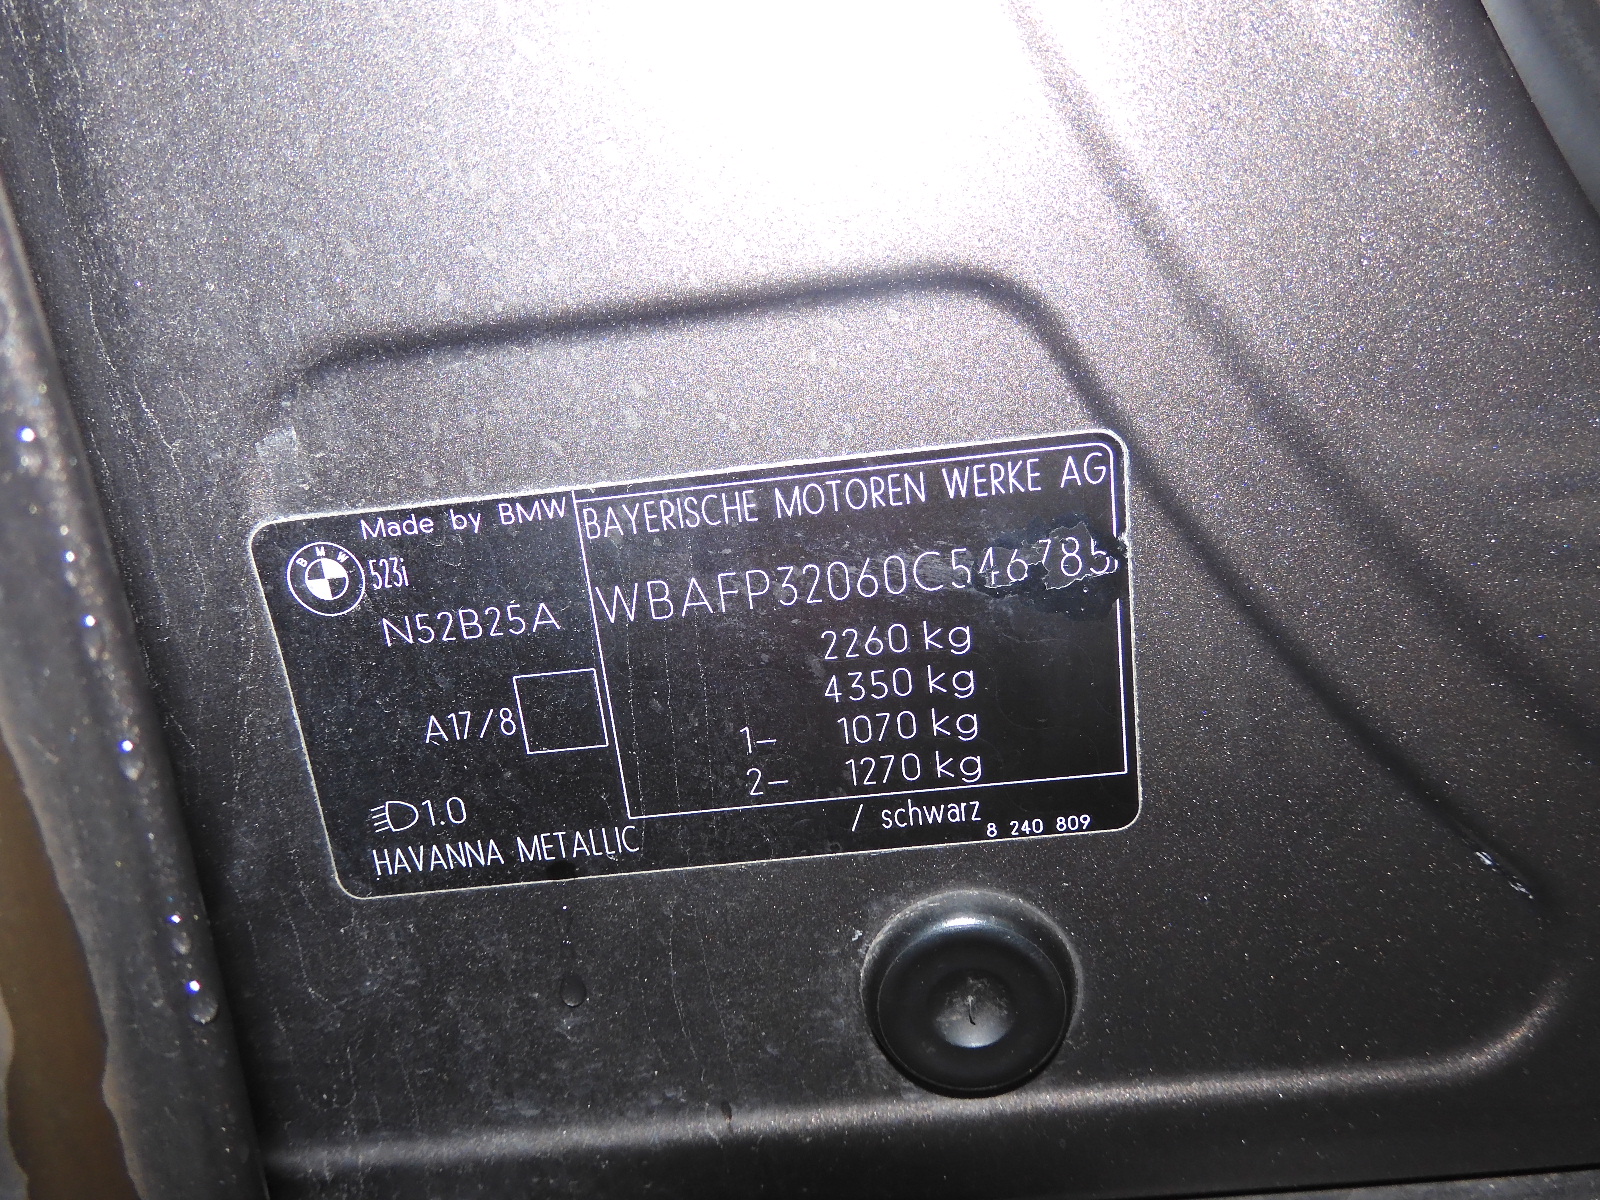 Made by BMW
BMW
523i
N52B25A
A17/8
1.0
HAVANNA METALLIC
BAYERISCHE MOTOREN WERKE AG
WBAFP32060C546785
2260 kg
4350 kg
1- 1070 kg
2- 1270 kg
/ schwarz
8 240 809